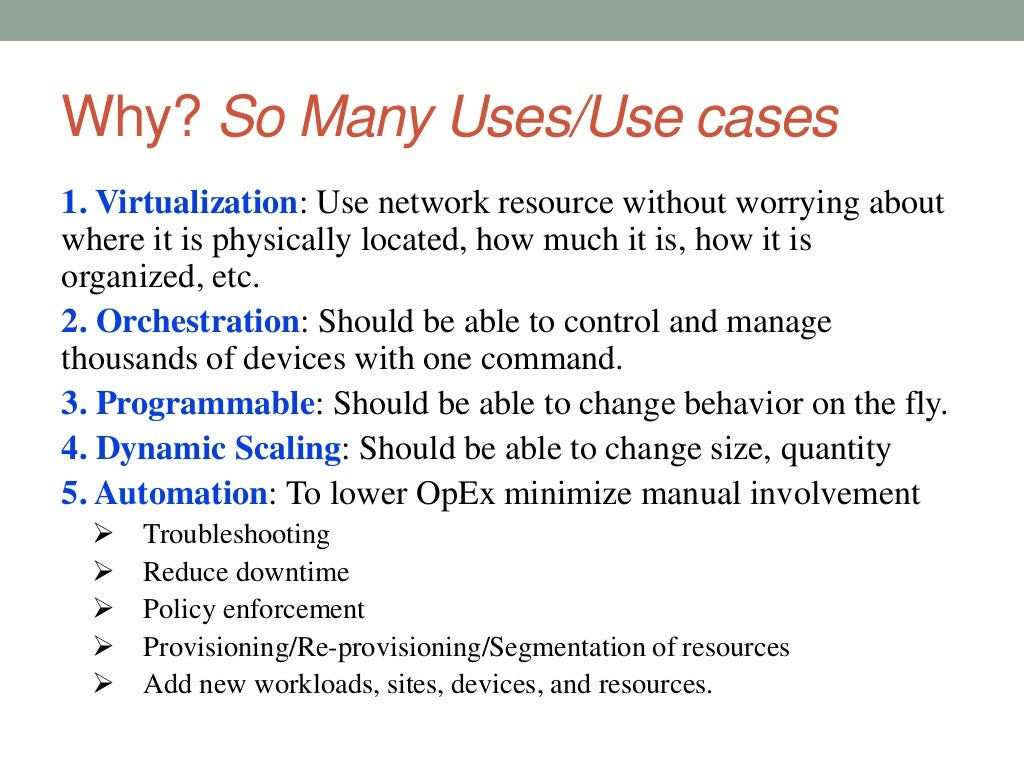 Why? So Many Uses/Use cases
1. Virtualization: Use network resource without worrying about
where it is physically located, how much it is, how it is
organized, etc.
2. Orchestration: Should be able to control and manage
thousands of devices with one command.
3. Programmable: Should be able to change behavior on the fly.
4. Dynamic Scaling: Should be able to change size, quantity
5. Automation: To lower OpEx minimize manual involvement
➢ Troubleshooting
➢ Reduce downtime
➢ Policy enforcement
➢ Provisioning/Re-provisioning/Segmentation of resources
➢ Add new workloads, sites, devices, and resources.